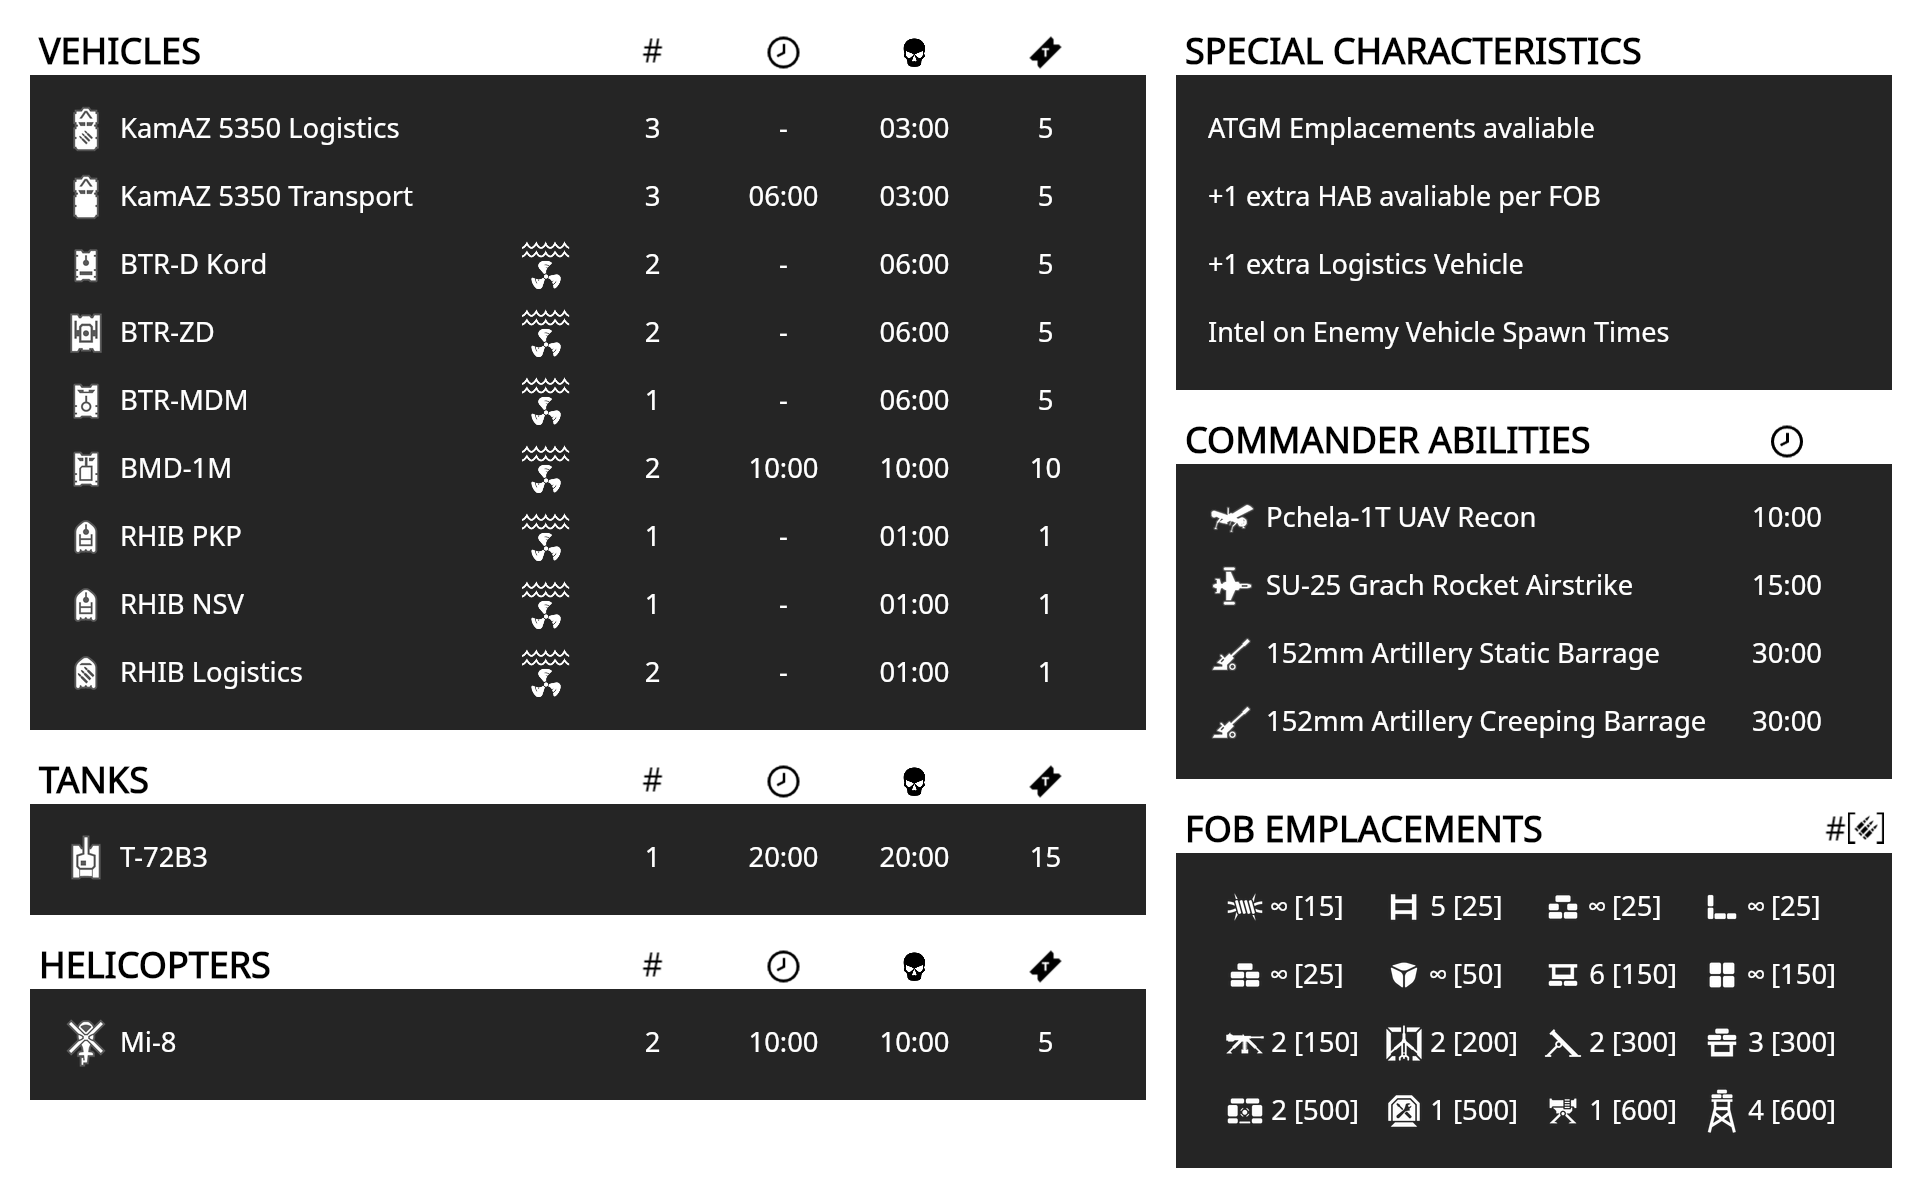 VEHICLES #
KamAZ 5350 Logistics 3 - 03:00 5
KamAZ 5350 Transport 3 06:00 03:00 5
BTR-D Kord 2 - 06:00 5
BTR-ZD 2 - 06:00 5
BTR-MDM 1 - 06:00 5
BMD-1M 2 10:00 10:00 10
RHIB PKP 1 - 01:00 1
RHIB NSV 1 - 01:00 1
RHIB Logistics 2 - 01:00 1
TANKS #
T-72B3 1 20:00 20:00 15
HELICOPTERS #
Mi-8 2 10:00 10:00 5
SPECIAL CHARACTERISTICS
ATGM Emplacements avaliable
+1 extra HAB avaliable per FOB
+1 extra Logistics Vehicle
Intel on Enemy Vehicle Spawn Times
COMMANDER ABILITIES
Pchela-1T UAV Recon 10:00
SU-25 Grach Rocket Airstrike 15:00
152mm Artillery Static Barrage 30:00
152mm Artillery Creeping Barrage 30:00
FOB EMPLACEMENTS #[]
∞ [15] 5 [25] ∞ [25] ∞ [25]
∞ [25] ∞ [50] 6 [150] ∞ [150]
2 [150] 2 [200] 2 [300] 3 [300]
2 [500] 1 [500] 1 [600] 4 [600]